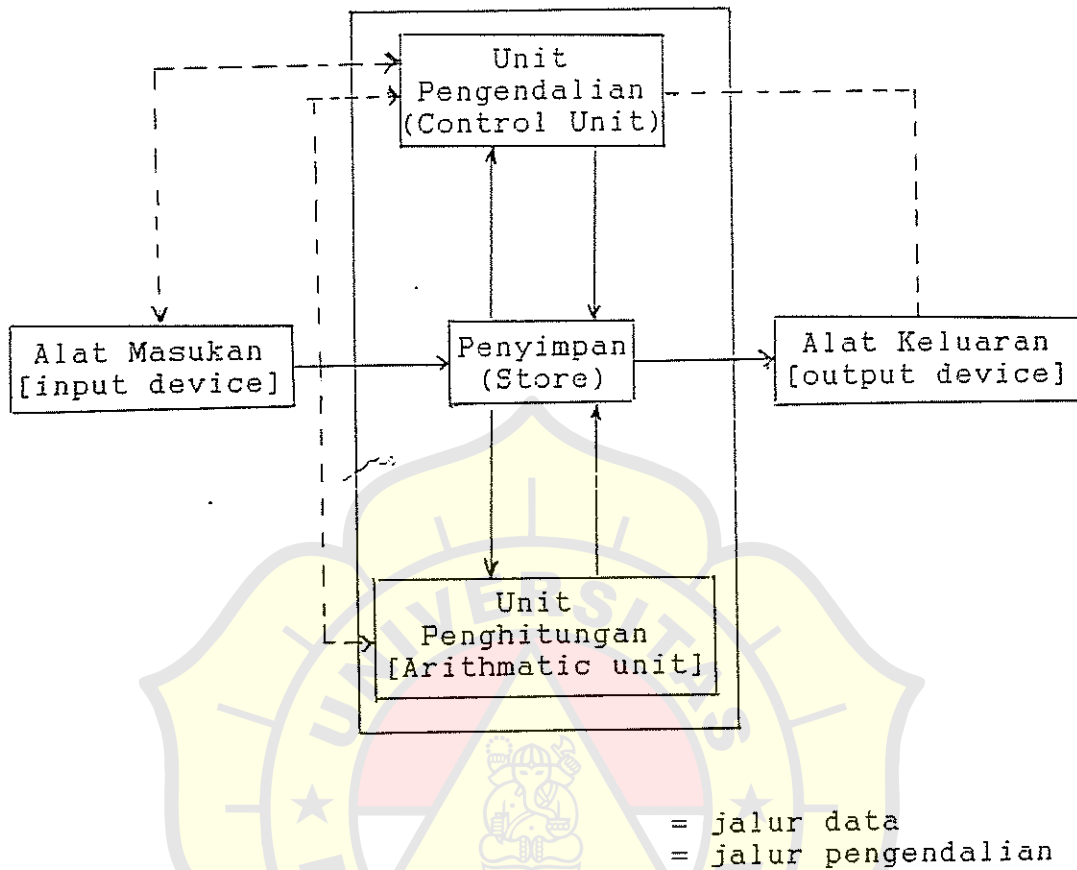 Unit
Pengendalian
(Control Unit)
Alat Masukan
[input device]
Penyimpan
(Store)
Alat Keluaran
[output device]
Unit
Penghitungan
[Arithmatic unit]
UNIVERSITAS
= jalur data
= jalur pengendalian